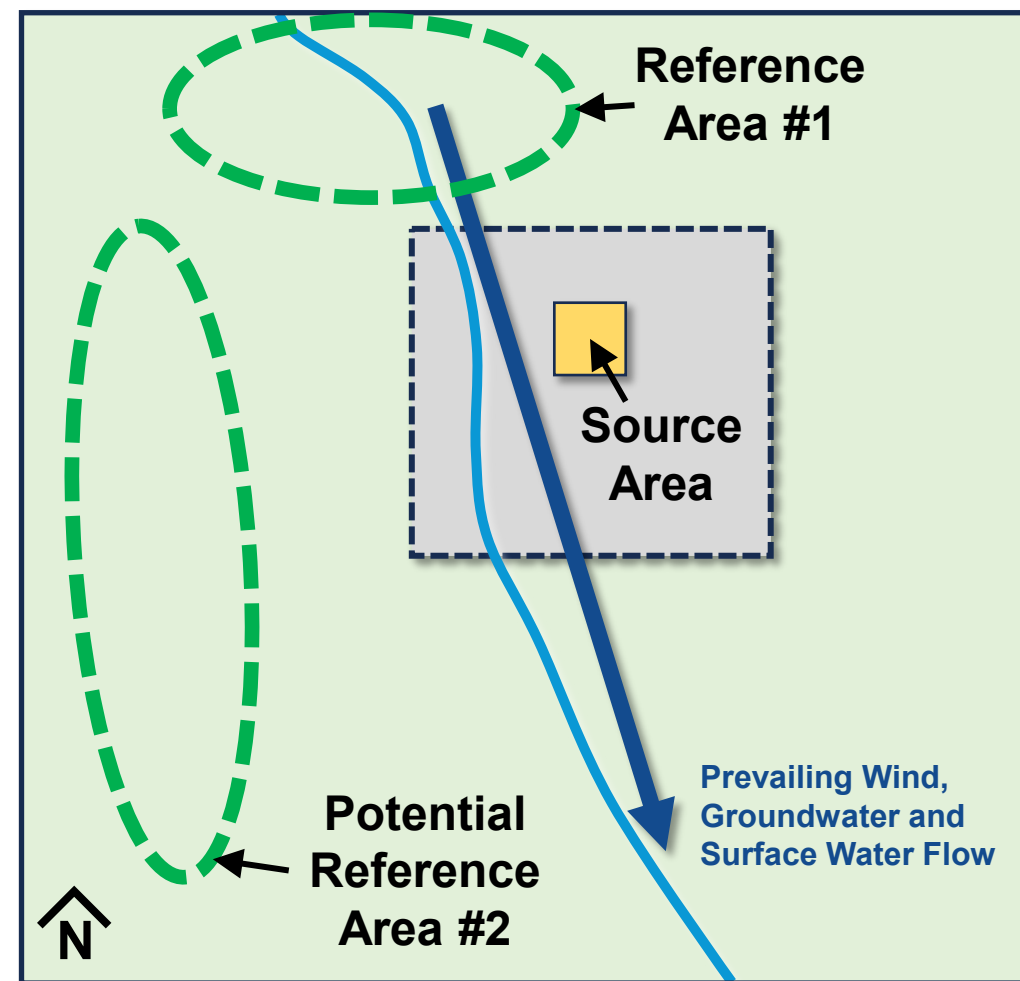 Reference
Area #1
Source
Area
Prevailing Wind,
Groundwater and
Surface Water Flow
Potential
Reference
Area #2
N